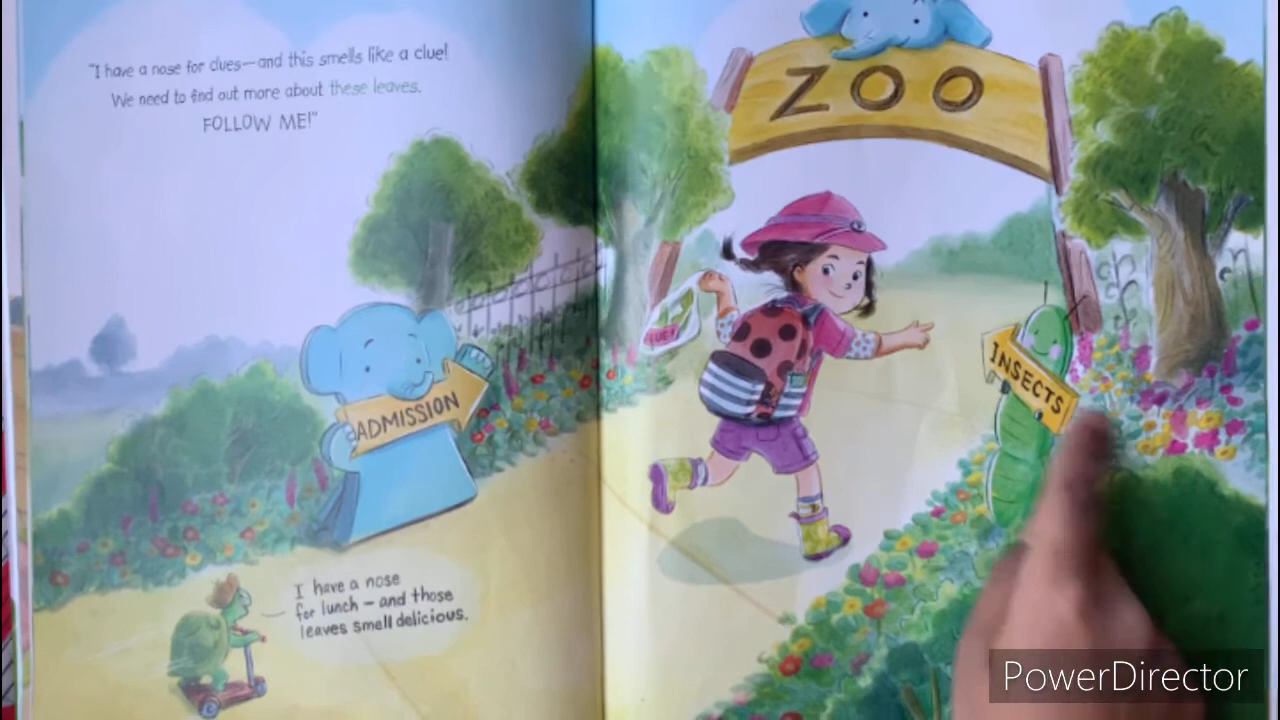 "I have a nose for clues—and this smells like a clue!
We need to find out more about these leaves.
FOLLOW ME!"
ZOO
INSECTS
ADMISSION
I have a nose
for lunch – and those
leaves smell delicious.
PowerDirector